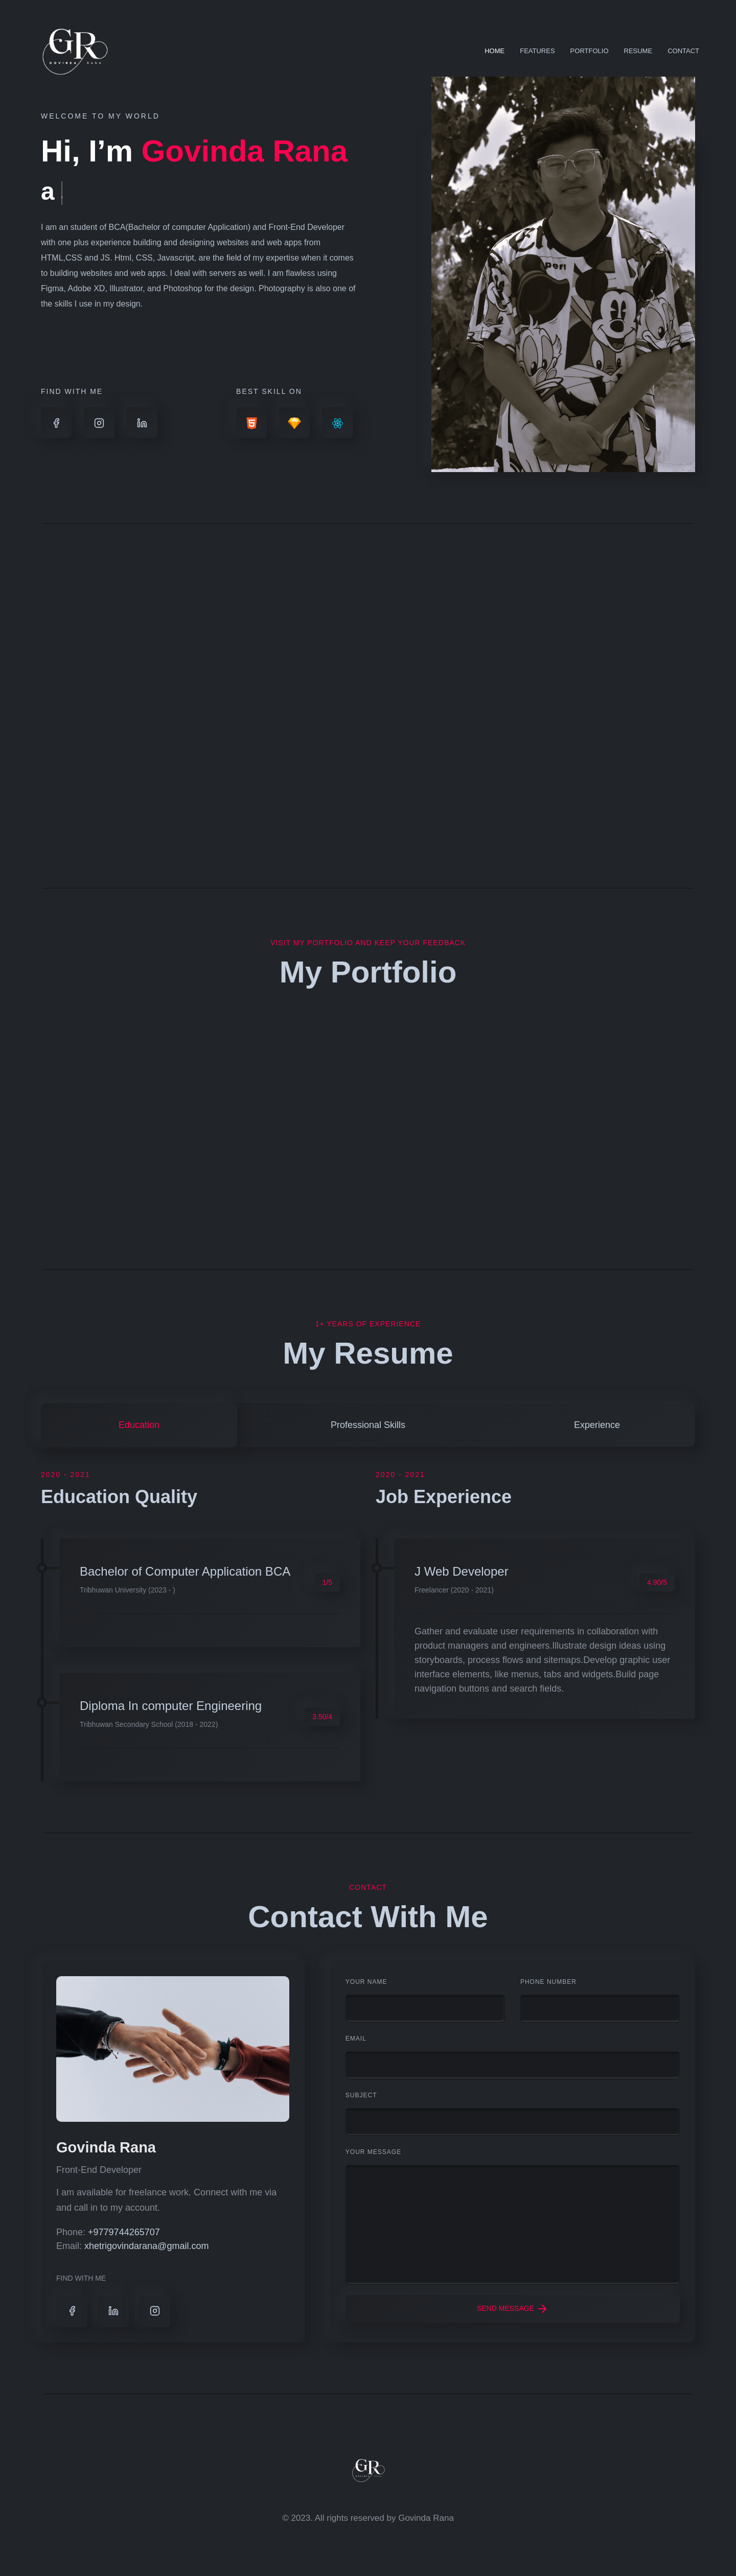 GR
GOVINDA RANA
HOME FEATURES PORTFOLIO RESUME CONTACT
WELCOME TO MY WORLD
Hi, I’m Govinda Rana
a
I am an student of BCA(Bachelor of computer Application) and Front-End Developer
with one plus experience building and designing websites and web apps from
HTML,CSS and JS. Html, CSS, Javascript, are the field of my expertise when it comes
to building websites and web apps. I deal with servers as well. I am flawless using
Figma, Adobe XD, Illustrator, and Photoshop for the design. Photography is also one of
the skills I use in my design.
FIND WITH ME
BEST SKILL ON
VISIT MY PORTFOLIO AND KEEP YOUR FEEDBACK
My Portfolio
1+ YEARS OF EXPERIENCE
My Resume
Education Professional Skills Experience
2020 - 2021
Education Quality
Bachelor of Computer Application BCA
Tribhuwan University (2023 - )
1/5
Diploma In computer Engineering
Tribhuwan Secondary School (2018 - 2022)
3.50/4
2020 - 2021
Job Experience
J Web Developer
Freelancer (2020 - 2021)
4.90/5
Gather and evaluate user requirements in collaboration with
product managers and engineers.Illustrate design ideas using
storyboards, process flows and sitemaps.Develop graphic user
interface elements, like menus, tabs and widgets.Build page
navigation buttons and search fields.
CONTACT
Contact With Me
Govinda Rana
Front-End Developer
I am available for freelance work. Connect with me via
and call in to my account.
Phone: +9779744265707
Email: xhetrigovindarana@gmail.com
FIND WITH ME
YOUR NAME
PHONE NUMBER
EMAIL
SUBJECT
YOUR MESSAGE
SEND MESSAGE
GR
© 2023. All rights reserved by Govinda Rana